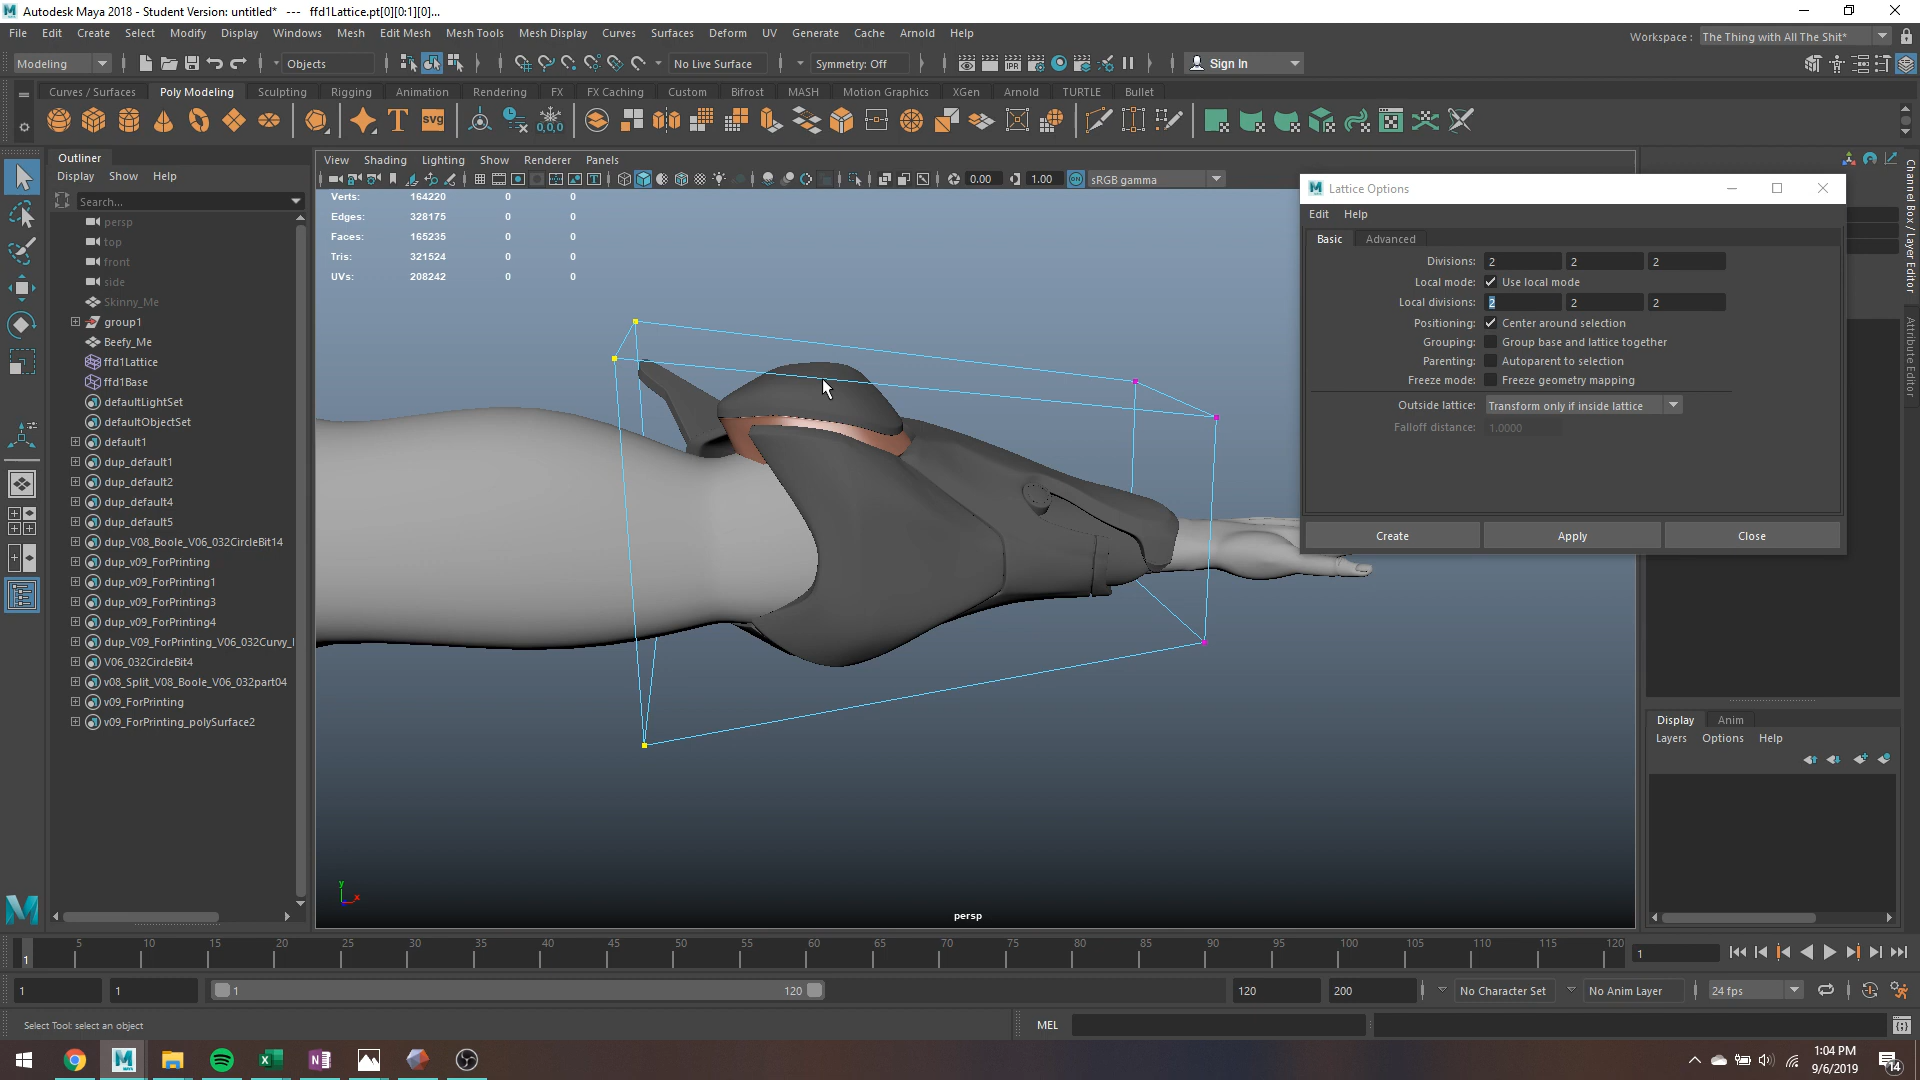 Autodesk Maya 2018 - Student Version: untitled*   ---   ffd1Lattice.pt[0][0:1][0]...
File Edit Create Select Modify Display Windows Mesh Edit Mesh Mesh Tools Mesh Display Curves Surfaces Deform UV Generate Cache Arnold Help
Workspace : The Thing with All The Shit*
Modeling Objects No Live Surface Symmetry: Off Sign In
Curves / Surfaces Poly Modeling Sculpting Rigging Animation Rendering FX FX Caching Custom Bifrost MASH Motion Graphics XGen Arnold TURTLE Bullet
Outliner
Display Show Help
Search...
persp
top
front
side
Skinny_Me
group1
Beefy_Me
ffd1Lattice
ffd1Base
defaultLightSet
defaultObjectSet
default1
dup_default1
dup_default2
dup_default4
dup_default5
dup_V08_Boole_V06_032CircleBit14
dup_v09_ForPrinting
dup_v09_ForPrinting1
dup_v09_ForPrinting3
dup_v09_ForPrinting4
dup_V09_ForPrinting_V06_032Curvy_
V06_032CircleBit4
v08_Split_V08_Boole_V06_032part04
v09_ForPrinting
v09_ForPrinting_polySurface2
View Shading Lighting Show Renderer Panels
0.00 1.00 ON sRGB gamma
Verts: 164220 0 0
Edges: 328175 0 0
Faces: 165235 0 0
Tris: 321524 0 0
UVs: 208242 0 0
y
x
persp
Lattice Options
Edit Help
Basic Advanced
Divisions: 2 2 2
Local mode: Use local mode
Local divisions: 2 2 2
Positioning: Center around selection
Grouping: Group base and lattice together
Parenting: Autoparent to selection
Freeze mode: Freeze geometry mapping
Outside lattice: Transform only if inside lattice
Falloff distance: 1.0000
Create Apply Close
Channel Box / Layer Editor
Attribute Editor
Display Anim
Layers Options Help
1 5 10 15 20 25 30 35 40 45 50 55 60 65 70 75 80 85 90 95 100 105 110 115 120 1
1 1 1 120 120 200 No Character Set No Anim Layer 24 fps
Select Tool: select an object
MEL
1:04 PM
9/6/2019
14